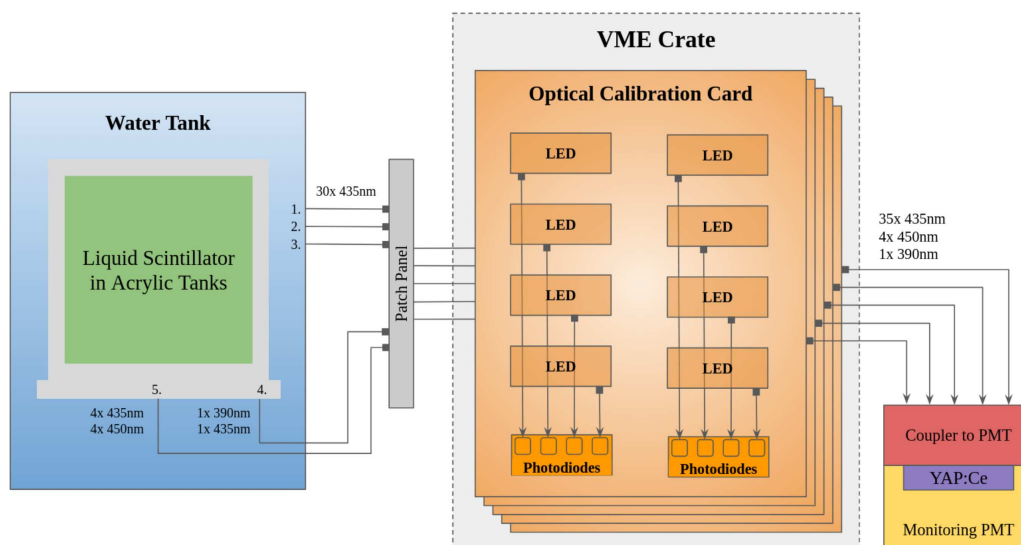 VME Crate
Optical Calibration Card
Water Tank
LED
LED
30x 435nm
1.
2.
3.
Liquid Scintillator
in Acrylic Tanks
Patch Panel
LED
LED
35x 435nm
4x 450nm
1x 390nm
LED
LED
LED
LED
5.
4.
4x 435nm
4x 450nm
1x 390nm
1x 435nm
Photodiodes
Photodiodes
Coupler to PMT
YAP:Ce
Monitoring PMT